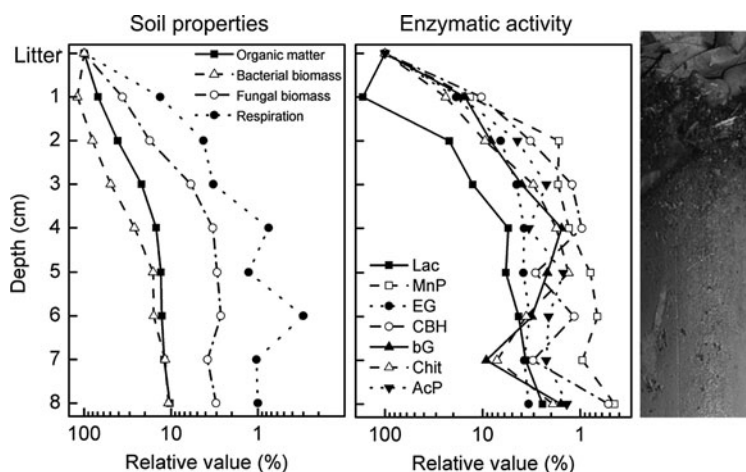 Soil properties
Enzymatic activity
Litter
1
2
3
4
5
6
7
8
Depth (cm)
Organic matter
Bacterial biomass
Fungal biomass
Respiration
Lac
MnP
EG
CBH
bG
Chit
AcP
100
10
1
100
10
1
Relative value (%)
Relative value (%)